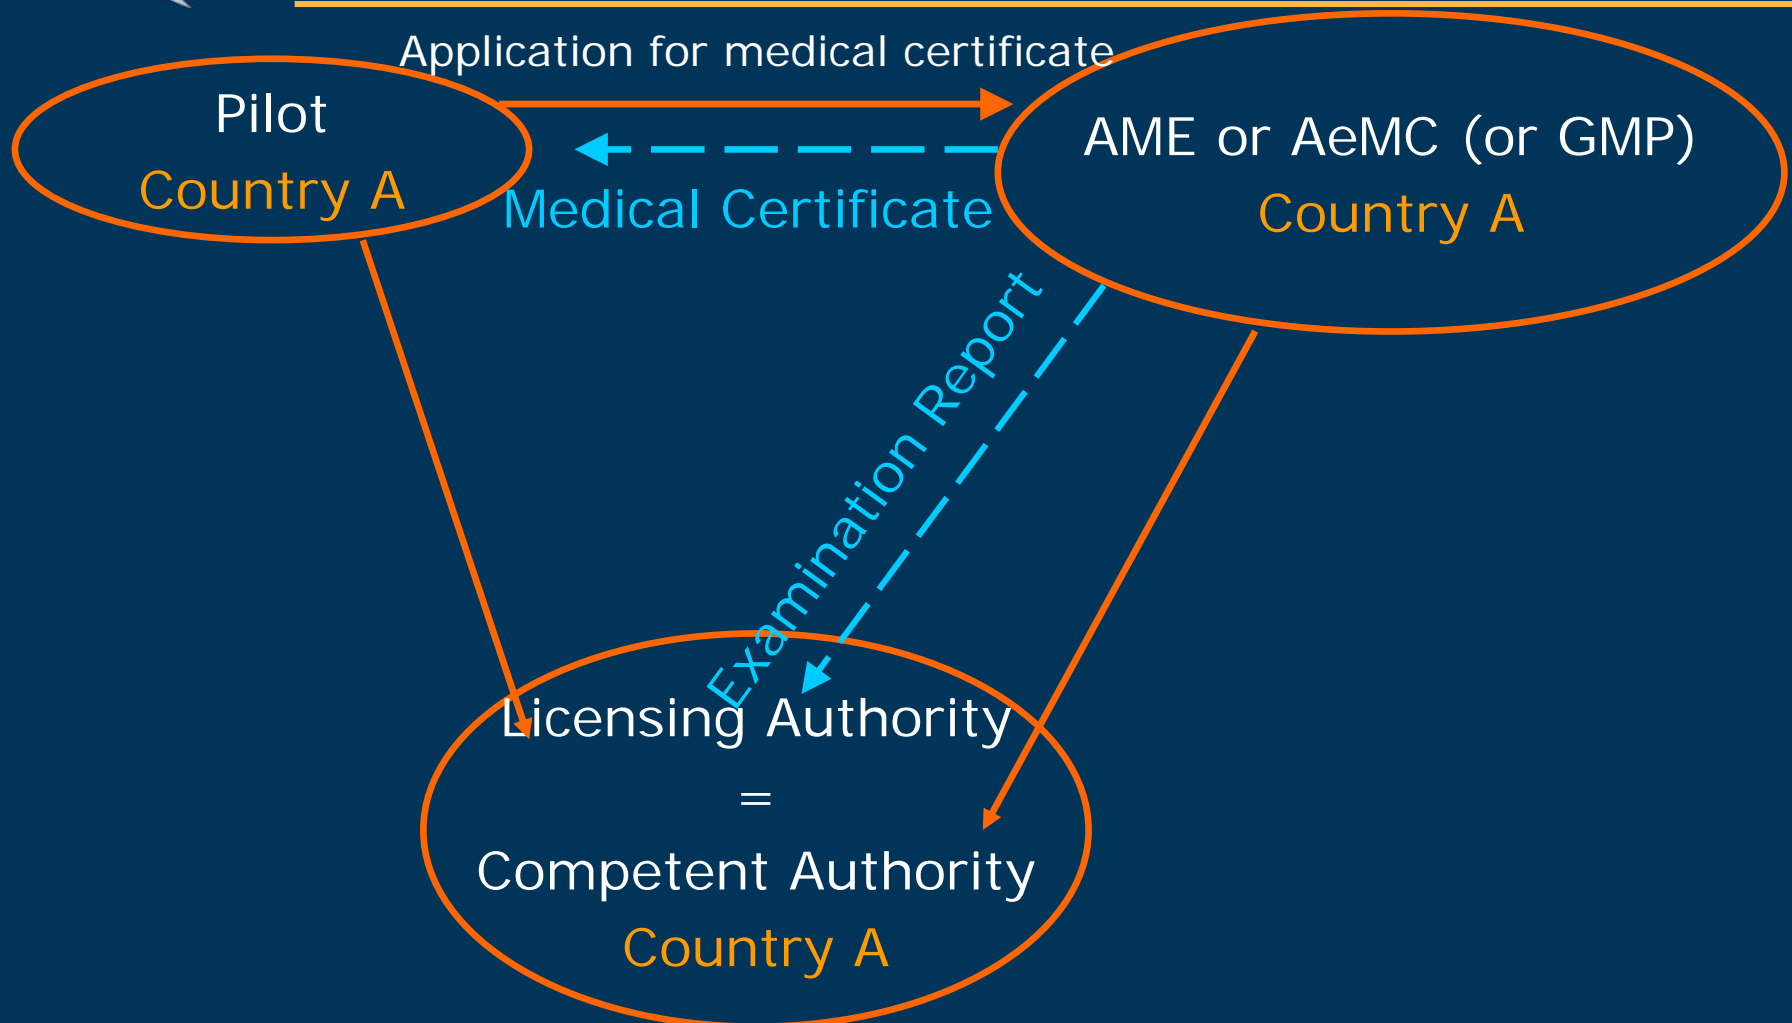 Application for medical certificate
Pilot
Country A
AME or AeMC (or GMP)
Country A
Medical Certificate
Examination Report
Licensing Authority
=
Competent Authority
Country A